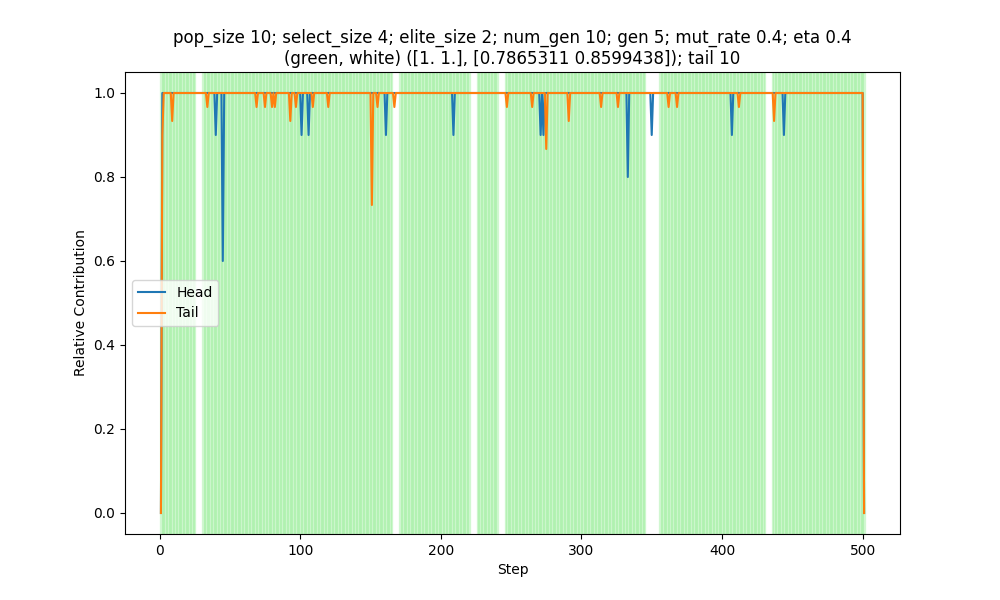 pop_size 10; select_size 4; elite_size 2; num_gen 10; gen 5; mut_rate 0.4; eta 0.4
(green, white) ([1. 1.], [0.7865311 0.8599438]); tail 10
1.0
0.8
0.6
0.4
0.2
0.0
Relative Contribution
Head
Tail
0
100
200
300
400
500
Step